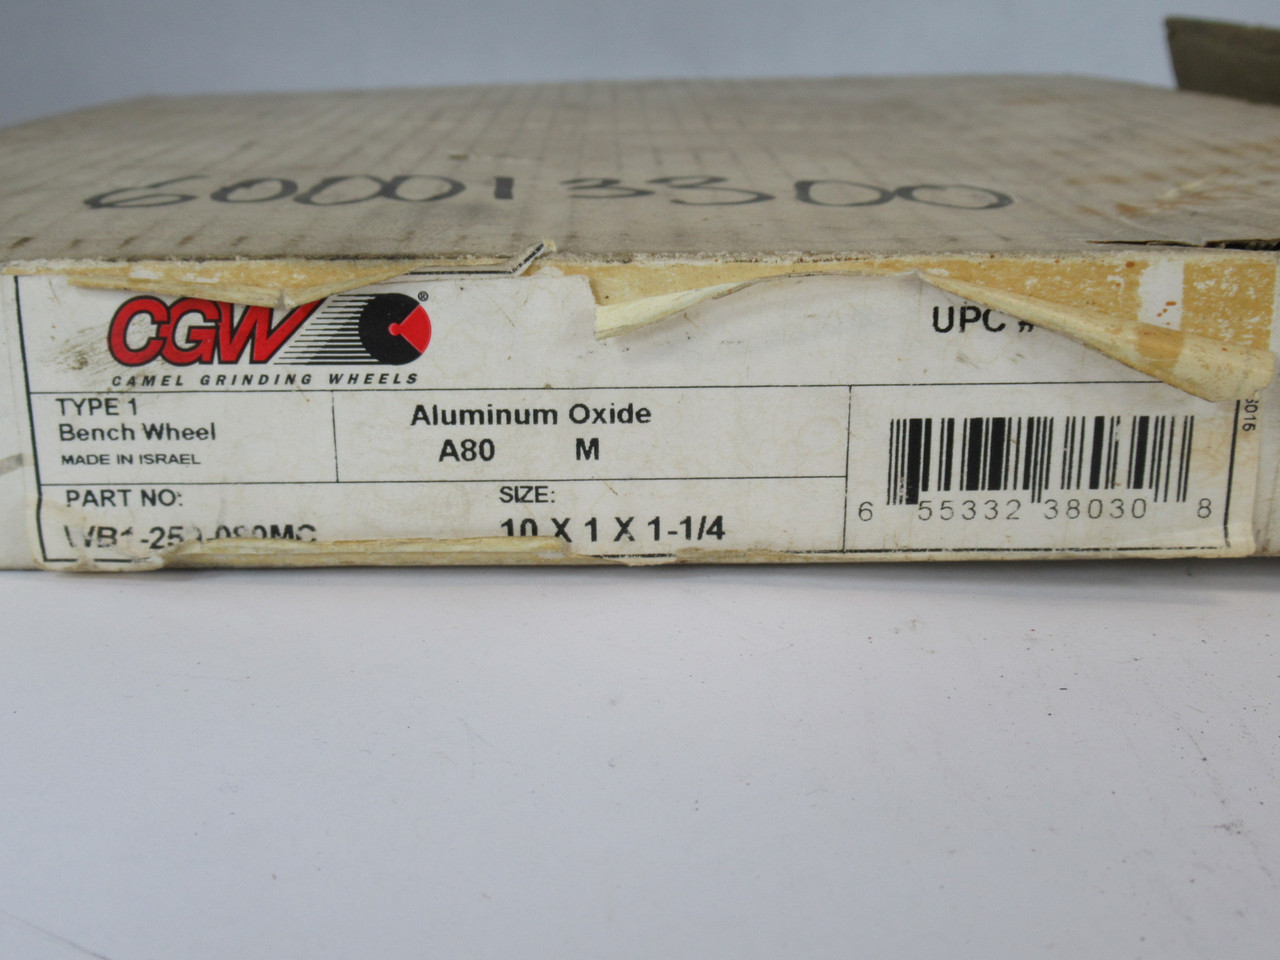 600013300
CGW®
CAMEL GRINDING WHEELS
UPC #
TYPE 1
Bench Wheel
MADE IN ISRAEL
Aluminum Oxide
A80 M
PART NO:
SIZE:
10 X 1 X 1-1/4
6 55332 38030 8